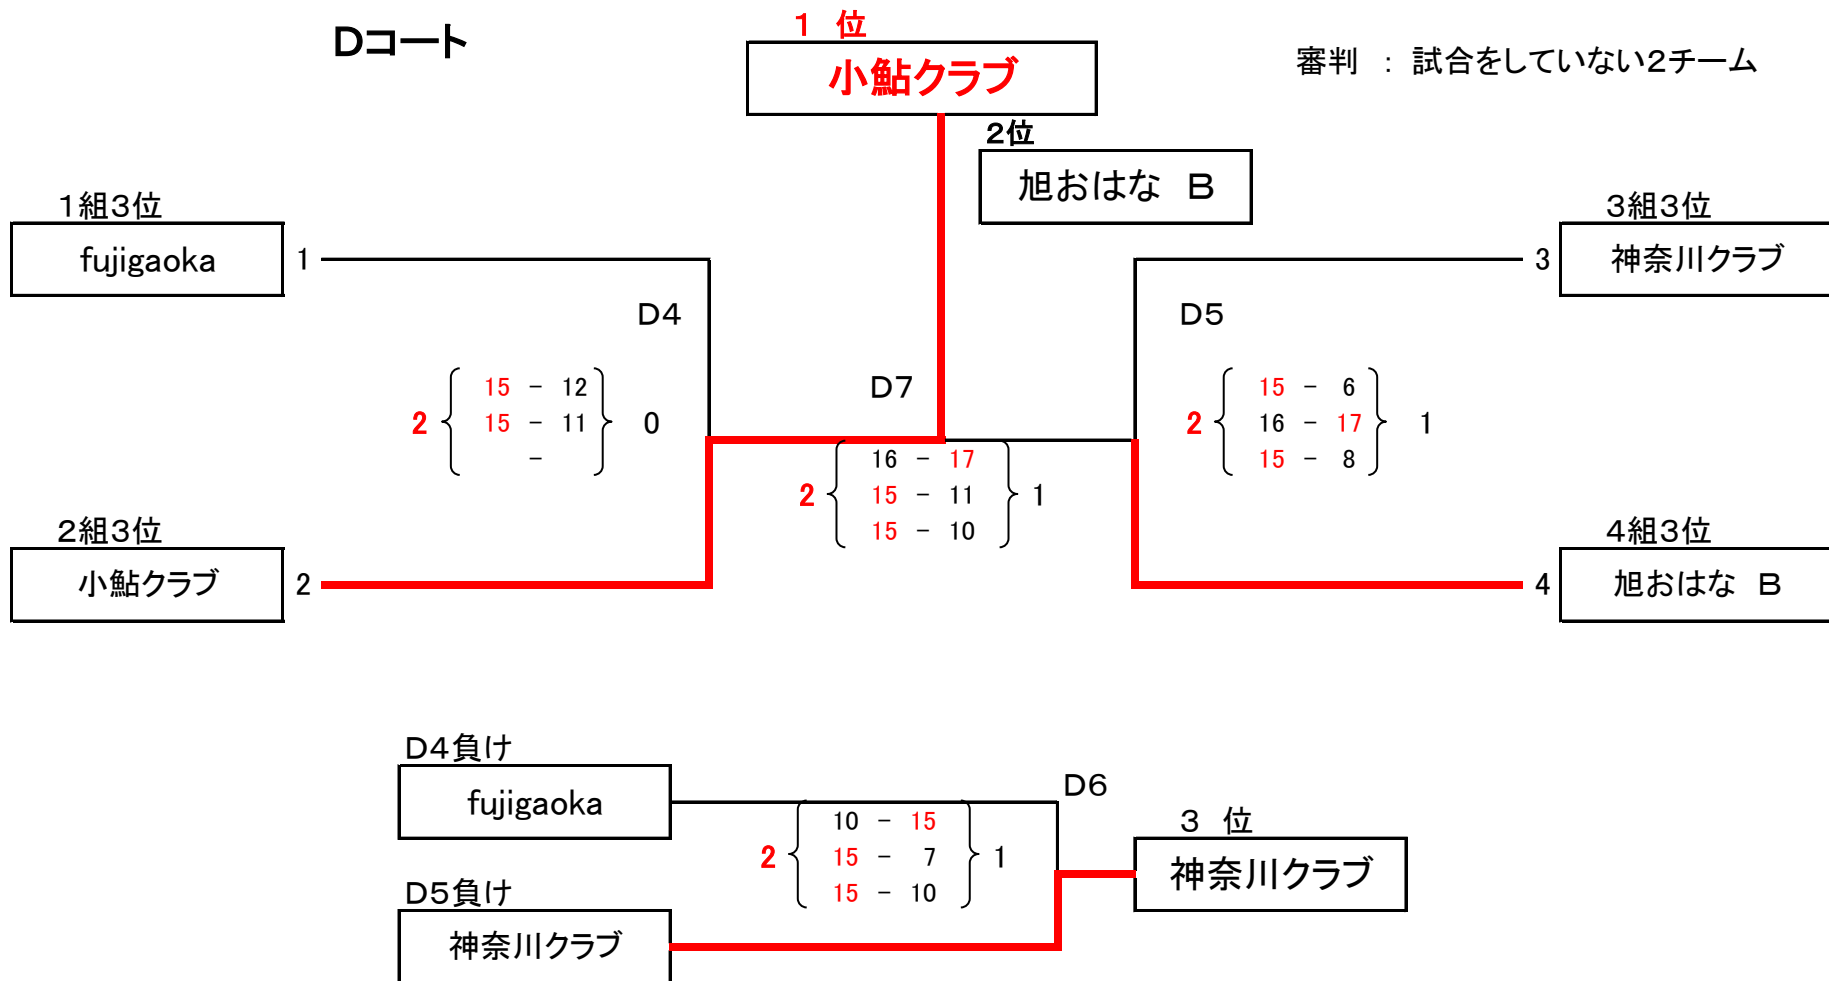 Dコート
1 位
小鮎クラブ
審判 : 試合をしていない2チーム
2位
旭おはな B
1組3位
fujigaoka
1
3組3位
3
神奈川クラブ
D4
15 - 12
2 15 - 11 0
-
D5
15 - 6
2 16 - 17 1
15 - 8
D7
16 - 17
2 15 - 11 1
15 - 10
2組3位
小鮎クラブ
2
4組3位
4
旭おはな B
D4負け
fujigaoka
D6
10 - 15
2 15 - 7 1
15 - 10
3 位
神奈川クラブ
D5負け
神奈川クラブ